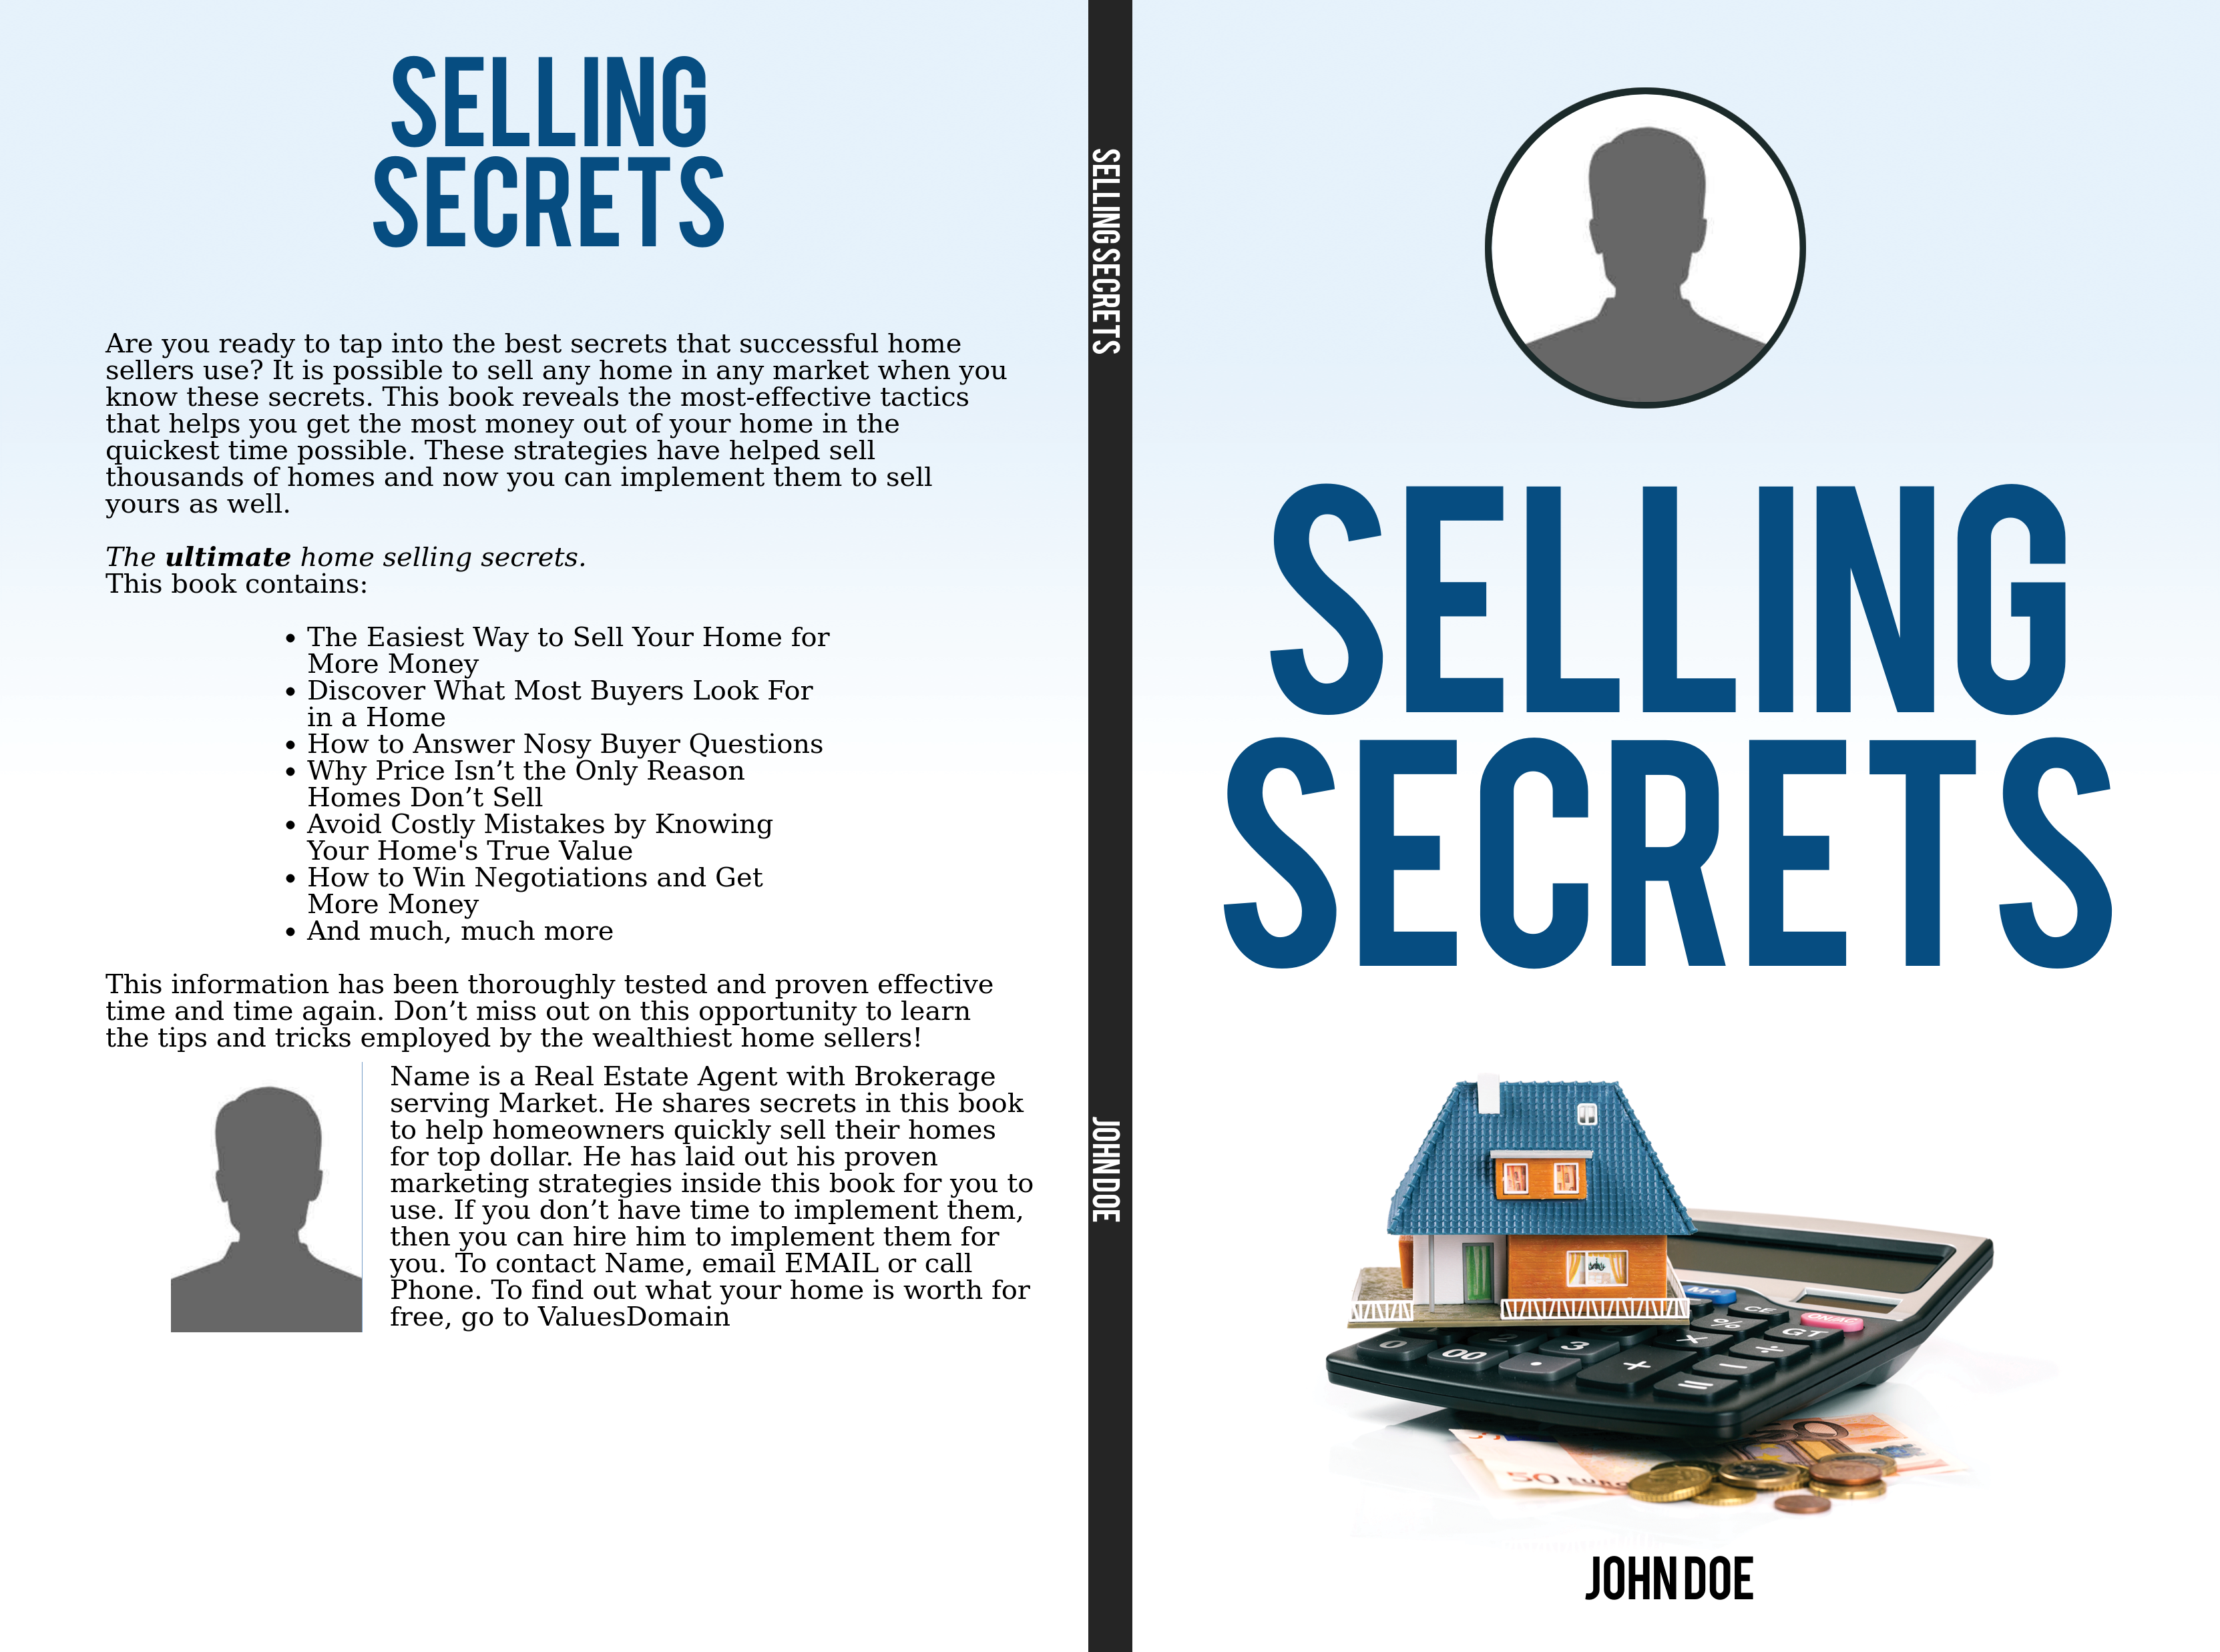 SELLING
SECRETS
Are you ready to tap into the best secrets that successful home
sellers use? It is possible to sell any home in any market when you
know these secrets. This book reveals the most-effective tactics
that helps you get the most money out of your home in the
quickest time possible. These strategies have helped sell
thousands of homes and now you can implement them to sell
yours as well.
The ultimate home selling secrets.
This book contains:
• The Easiest Way to Sell Your Home for
More Money
• Discover What Most Buyers Look For
in a Home
• How to Answer Nosy Buyer Questions
• Why Price Isn’t the Only Reason
Homes Don’t Sell
• Avoid Costly Mistakes by Knowing
Your Home's True Value
• How to Win Negotiations and Get
More Money
• And much, much more
This information has been thoroughly tested and proven effective
time and time again. Don’t miss out on this opportunity to learn
the tips and tricks employed by the wealthiest home sellers!
Name is a Real Estate Agent with Brokerage
serving Market. He shares secrets in this book
to help homeowners quickly sell their homes
for top dollar. He has laid out his proven
marketing strategies inside this book for you to
use. If you don’t have time to implement them,
then you can hire him to implement them for
you. To contact Name, email EMAIL or call
Phone. To find out what your home is worth for
free, go to ValuesDomain
SELLING SECRETS
JOHN DOE
SELLING
SECRETS
M+
CE ON/AC
% GT
0 2 3 × ÷
00 • + −
=
50 EURO
JOHN DOE